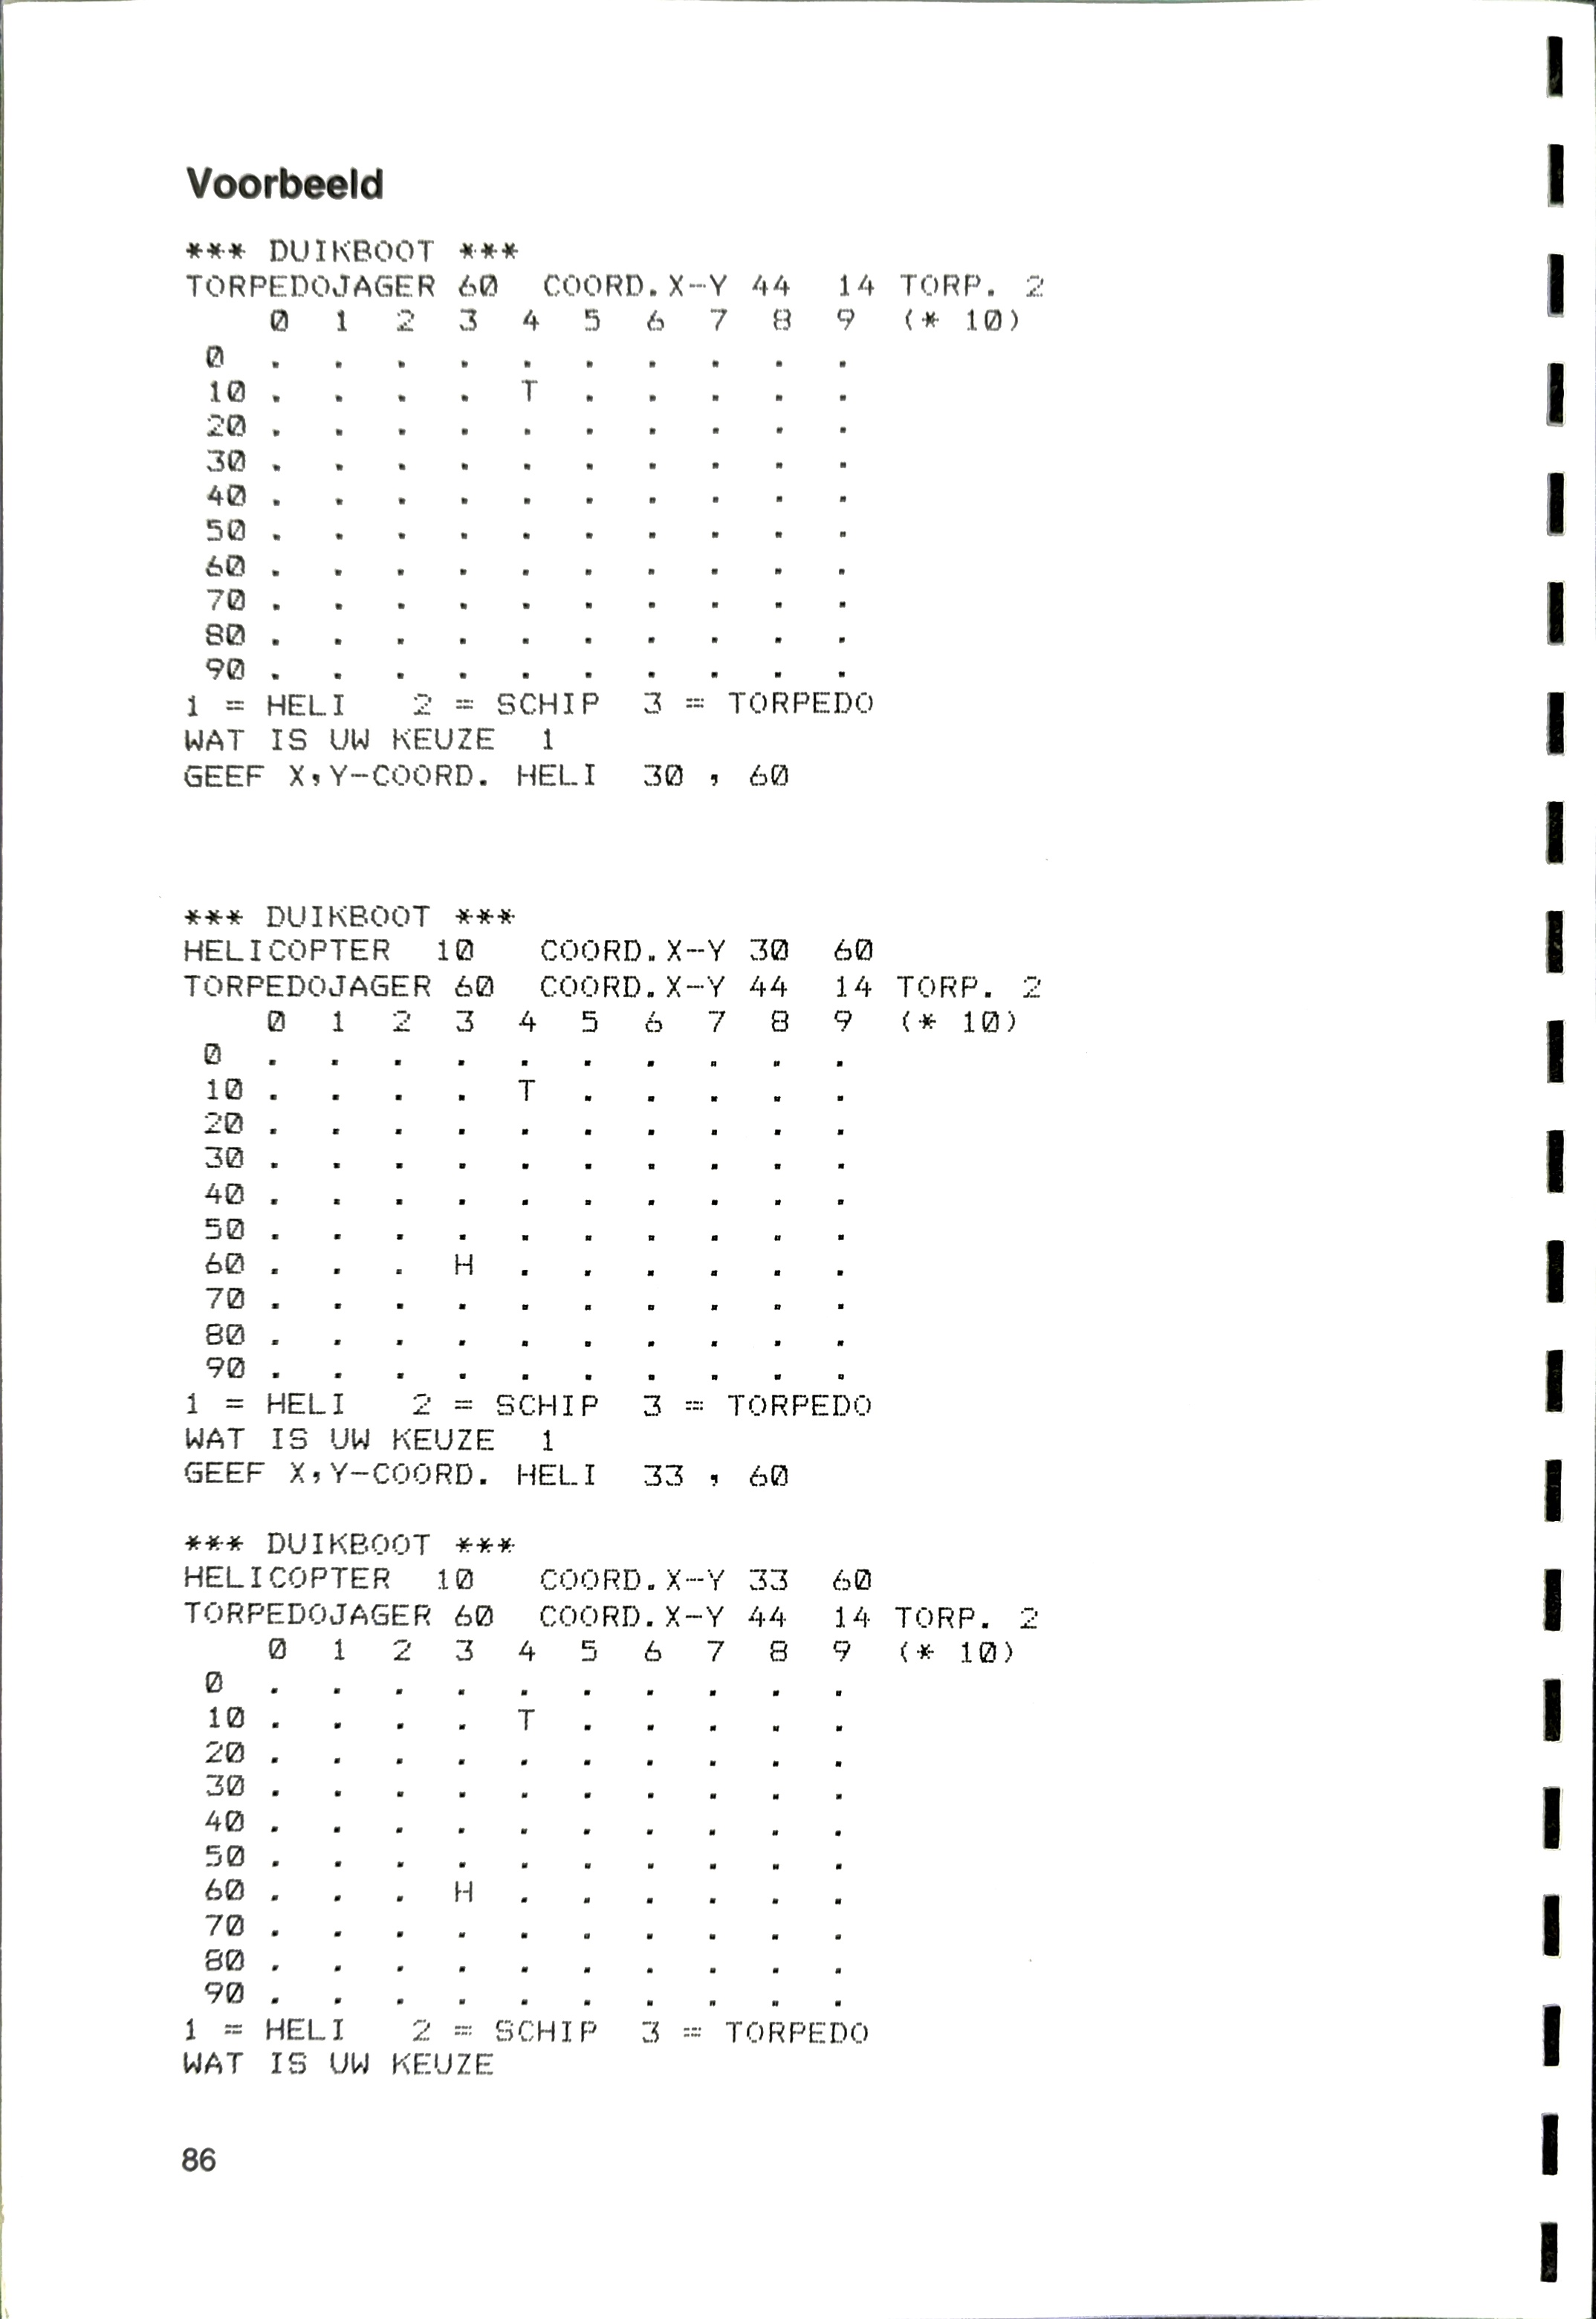 Voorbeeld
*** DUIKBOOT ***
TORPEDOJAGER 60  COORD.X-Y 44  14 TORP. 2
    0  1  2  3  4  5  6  7  8  9  (* 10)
 0  .  .  .  .  .  .  .  .  .  .
 10 .  .  .  .  T  .  .  .  .  .
 20 .  .  .  .  .  .  .  .  .  .
 30 .  .  .  .  .  .  .  .  .  .
 40 .  .  .  .  .  .  .  .  .  .
 50 .  .  .  .  .  .  .  .  .  .
 60 .  .  .  .  .  .  .  .  .  .
 70 .  .  .  .  .  .  .  .  .  .
 80 .  .  .  .  .  .  .  .  .  .
 90 .  .  .  .  .  .  .  .  .  .
1 = HELI   2 = SCHIP  3 = TORPEDO
WAT IS UW KEUZE  1
GEEF X,Y-COORD. HELI  30 , 60
*** DUIKBOOT ***
HELICOPTER  10   COORD.X-Y 30  60
TORPEDOJAGER 60  COORD.X-Y 44  14 TORP. 2
    0  1  2  3  4  5  6  7  8  9  (* 10)
 0  .  .  .  .  .  .  .  .  .  .
 10 .  .  .  .  T  .  .  .  .  .
 20 .  .  .  .  .  .  .  .  .  .
 30 .  .  .  .  .  .  .  .  .  .
 40 .  .  .  .  .  .  .  .  .  .
 50 .  .  .  .  .  .  .  .  .  .
 60 .  .  .  H  .  .  .  .  .  .
 70 .  .  .  .  .  .  .  .  .  .
 80 .  .  .  .  .  .  .  .  .  .
 90 .  .  .  .  .  .  .  .  .  .
1 = HELI   2 = SCHIP  3 = TORPEDO
WAT IS UW KEUZE  1
GEEF X,Y-COORD. HELI  33 , 60
*** DUIKBOOT ***
HELICOPTER  10   COORD.X-Y 33  60
TORPEDOJAGER 60  COORD.X-Y 44  14 TORP. 2
    0  1  2  3  4  5  6  7  8  9  (* 10)
 0  .  .  .  .  .  .  .  .  .  .
 10 .  .  .  .  T  .  .  .  .  .
 20 .  .  .  .  .  .  .  .  .  .
 30 .  .  .  .  .  .  .  .  .  .
 40 .  .  .  .  .  .  .  .  .  .
 50 .  .  .  .  .  .  .  .  .  .
 60 .  .  .  H  .  .  .  .  .  .
 70 .  .  .  .  .  .  .  .  .  .
 80 .  .  .  .  .  .  .  .  .  .
 90 .  .  .  .  .  .  .  .  .  .
1 = HELI   2 = SCHIP  3 = TORPEDO
WAT IS UW KEUZE
86